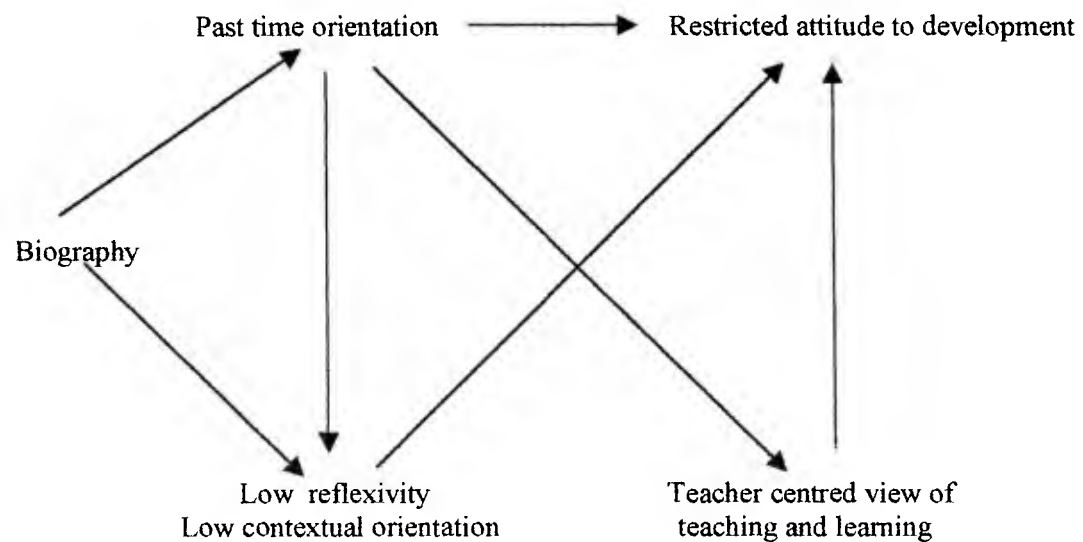 Past time orientation
Restricted attitude to development
Biography
Low reflexivity
Low contextual orientation
Teacher centred view of
teaching and learning